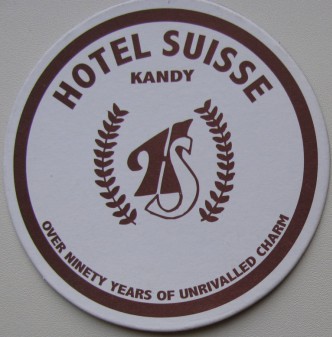 HOTEL SUISSE
KANDY
HS
OVER NINETY YEARS OF UNRIVALLED CHARM